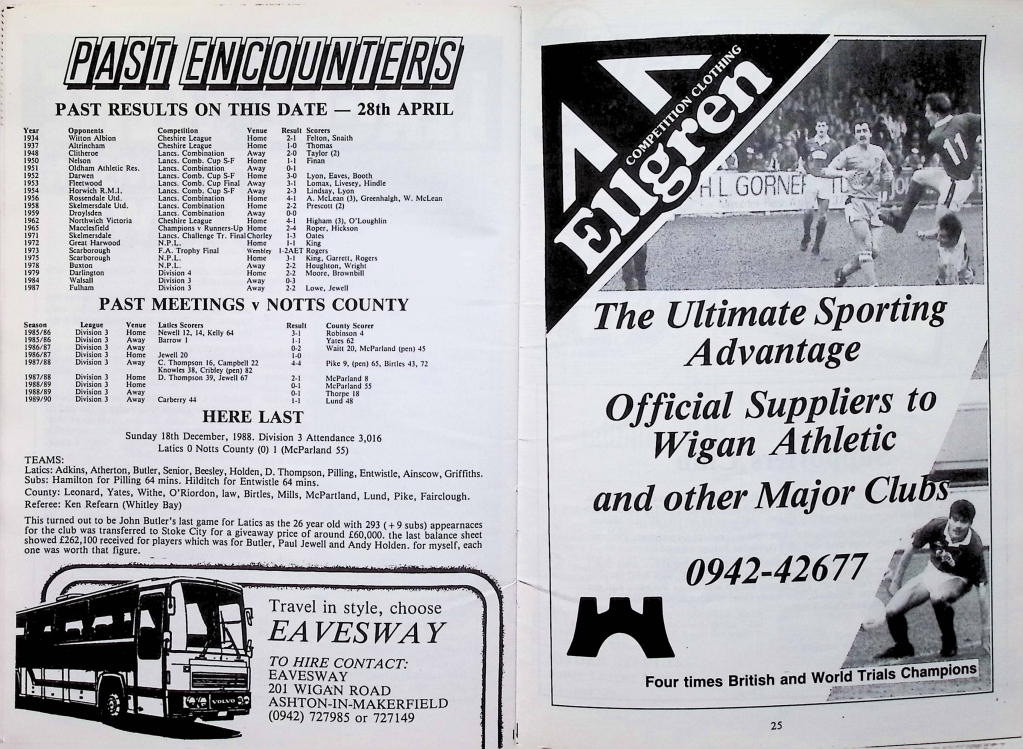 PAST ENCOUNTERS
PAST RESULTS ON THIS DATE — 28th APRIL
Year Opponents Competition Venue Result Scorers
1934 Witton Albion Cheshire League Home 2-1 Felton, Snaith
1937 Altrincham Cheshire League Home 1-0 Thomas
1948 Clitheroe Lancs. Combination Away 2-0 Taylor (2)
1950 Nelson Lancs. Comb. Cup S-F Home 1-1 Finan
1951 Oldham Athletic Res. Lancs. Combination Away 0-1
1952 Darwen Lancs. Comb. Cup S-F Home 3-0 Lyon, Eaves, Booth
1953 Fleetwood Lancs. Comb. Cup Final Away 3-1 Lomax, Livesey, Hindle
1954 Horwich R.M.I. Lancs. Comb. Cup S-F Away 2-3 Lindsay, Lyon
1956 Rossendale Utd. Lancs. Combination Home 4-1 A. McLean (3), Greenhalgh, W. McLean
1958 Skelmersdale Utd. Lancs. Combination Home 2-2 Prescott (2)
1959 Droylsden Lancs. Combination Away 0-0
1962 Northwich Victoria Cheshire League Home 4-1 Higham (3), O'Loughlin
1965 Macclesfield Champions v Runners-Up Home 2-4 Roper, Hickson
1971 Skelmersdale Lancs. Challenge Tr. Final Chorley 1-3 Oates
1972 Great Harwood N.P.L. Home 1-1 King
1973 Scarborough F.A. Trophy Final Wembley 1-2AET Rogers
1975 Scarborough N.P.L. Home 3-1 King, Garrett, Rogers
1978 Buxton N.P.L. Away 2-2 Houghton, Wright
1979 Darlington Division 4 Home 2-2 Moore, Brownbill
1984 Walsall Division 3 Away 0-3
1987 Fulham Division 3 Away 2-2 Lowe, Jewell
PAST MEETINGS v NOTTS COUNTY
Season League Venue Latics Scorers Result County Scorer
1985/86 Division 3 Home Newell 12, 14, Kelly 64 3-1 Robinson 4
1985/86 Division 3 Away Barrow 1 1-1 Yates 62
1986/87 Division 3 Away 0-2 Waitt 20, McParland (pen) 45
1986/87 Division 3 Home Jewell 20 1-0
1987/88 Division 3 Away C. Thompson 16, Campbell 22 4-4 Pike 9, (pen) 65, Birtles 43, 72
Knowles 38, Cribley (pen) 82
1987/88 Division 3 Home D. Thompson 39, Jewell 67 2-1 McParland 8
1988/89 Division 3 Home 0-1 McParland 55
1988/89 Division 3 Away 0-1 Thorpe 18
1989/90 Division 3 Away Carberry 44 1-1 Lund 48
HERE LAST
Sunday 18th December, 1988. Division 3 Attendance 3,016
Latics 0 Notts County (0) 1 (McParland 55)
TEAMS:
Latics: Adkins, Atherton, Butler, Senior, Beesley, Holden, D. Thompson, Pilling, Entwistle, Ainscow, Griffiths.
Subs: Hamilton for Pilling 64 mins. Hilditch for Entwistle 64 mins.
County: Leonard, Yates, Withe, O'Riordon, law, Birtles, Mills, McPartland, Lund, Pike, Fairclough.
Referee: Ken Refearn (Whitley Bay)
This turned out to be John Butler's last game for Latics as the 26 year old with 293 (+9 subs) appearnaces
for the club was transferred to Stoke City for a giveaway price of around £60,000. the last balance sheet
showed £262,100 received for players which was for Butler, Paul Jewell and Andy Holden. for myself, each
one was worth that figure.
VOLVO
Travel in style, choose
EAVESWAY
TO HIRE CONTACT:
EAVESWAY
201 WIGAN ROAD
ASHTON-IN-MAKERFIELD
(0942) 727985 or 727149
COMPETITION CLOTHING
Ellgren
H L GORNE
11
The Ultimate Sporting
Advantage
Official Suppliers to
Wigan Athletic
and other Major Clubs
0942-42677
Four times British and World Trials Champions
25